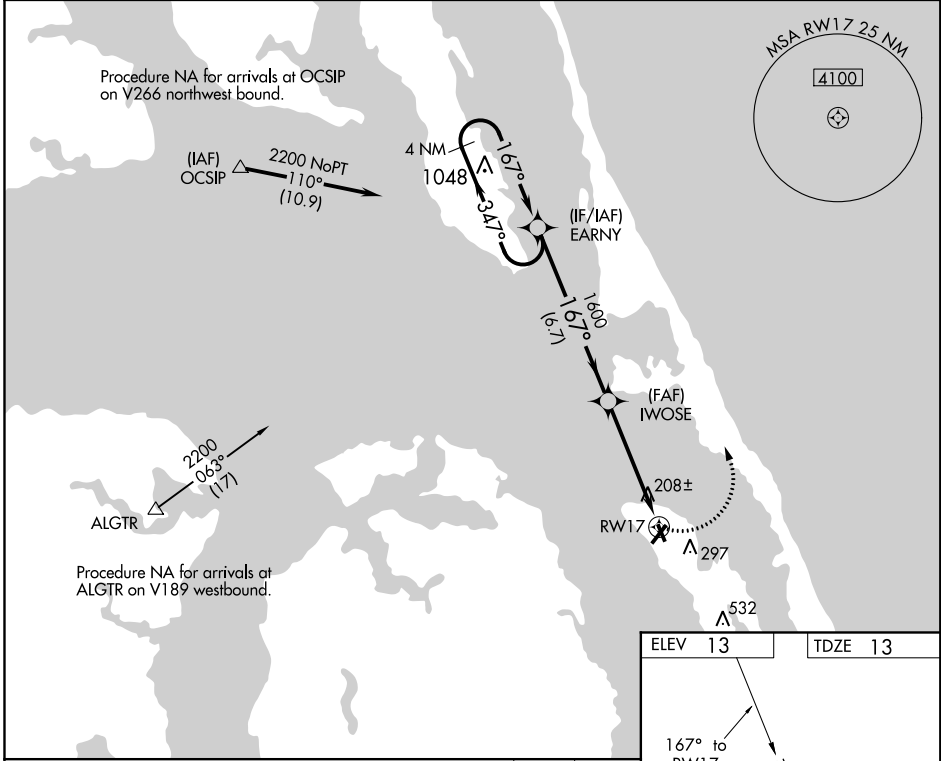 MSA RW17 25 NM
4100
Procedure NA for arrivals at OCSIP
on V266 northwest bound.
(IAF)
OCSIP
2200 NoPT
110°
(10.9)
4 NM
1048
167°
347°
(IF/IAF)
EARNY
1600
167°
(6.7)
(FAF)
IWOSE
2200
063°
(17)
ALGTR
208±
RW17
297
Procedure NA for arrivals at
ALGTR on V189 westbound.
532
ELEV 13
TDZE 13
167° to
RW17